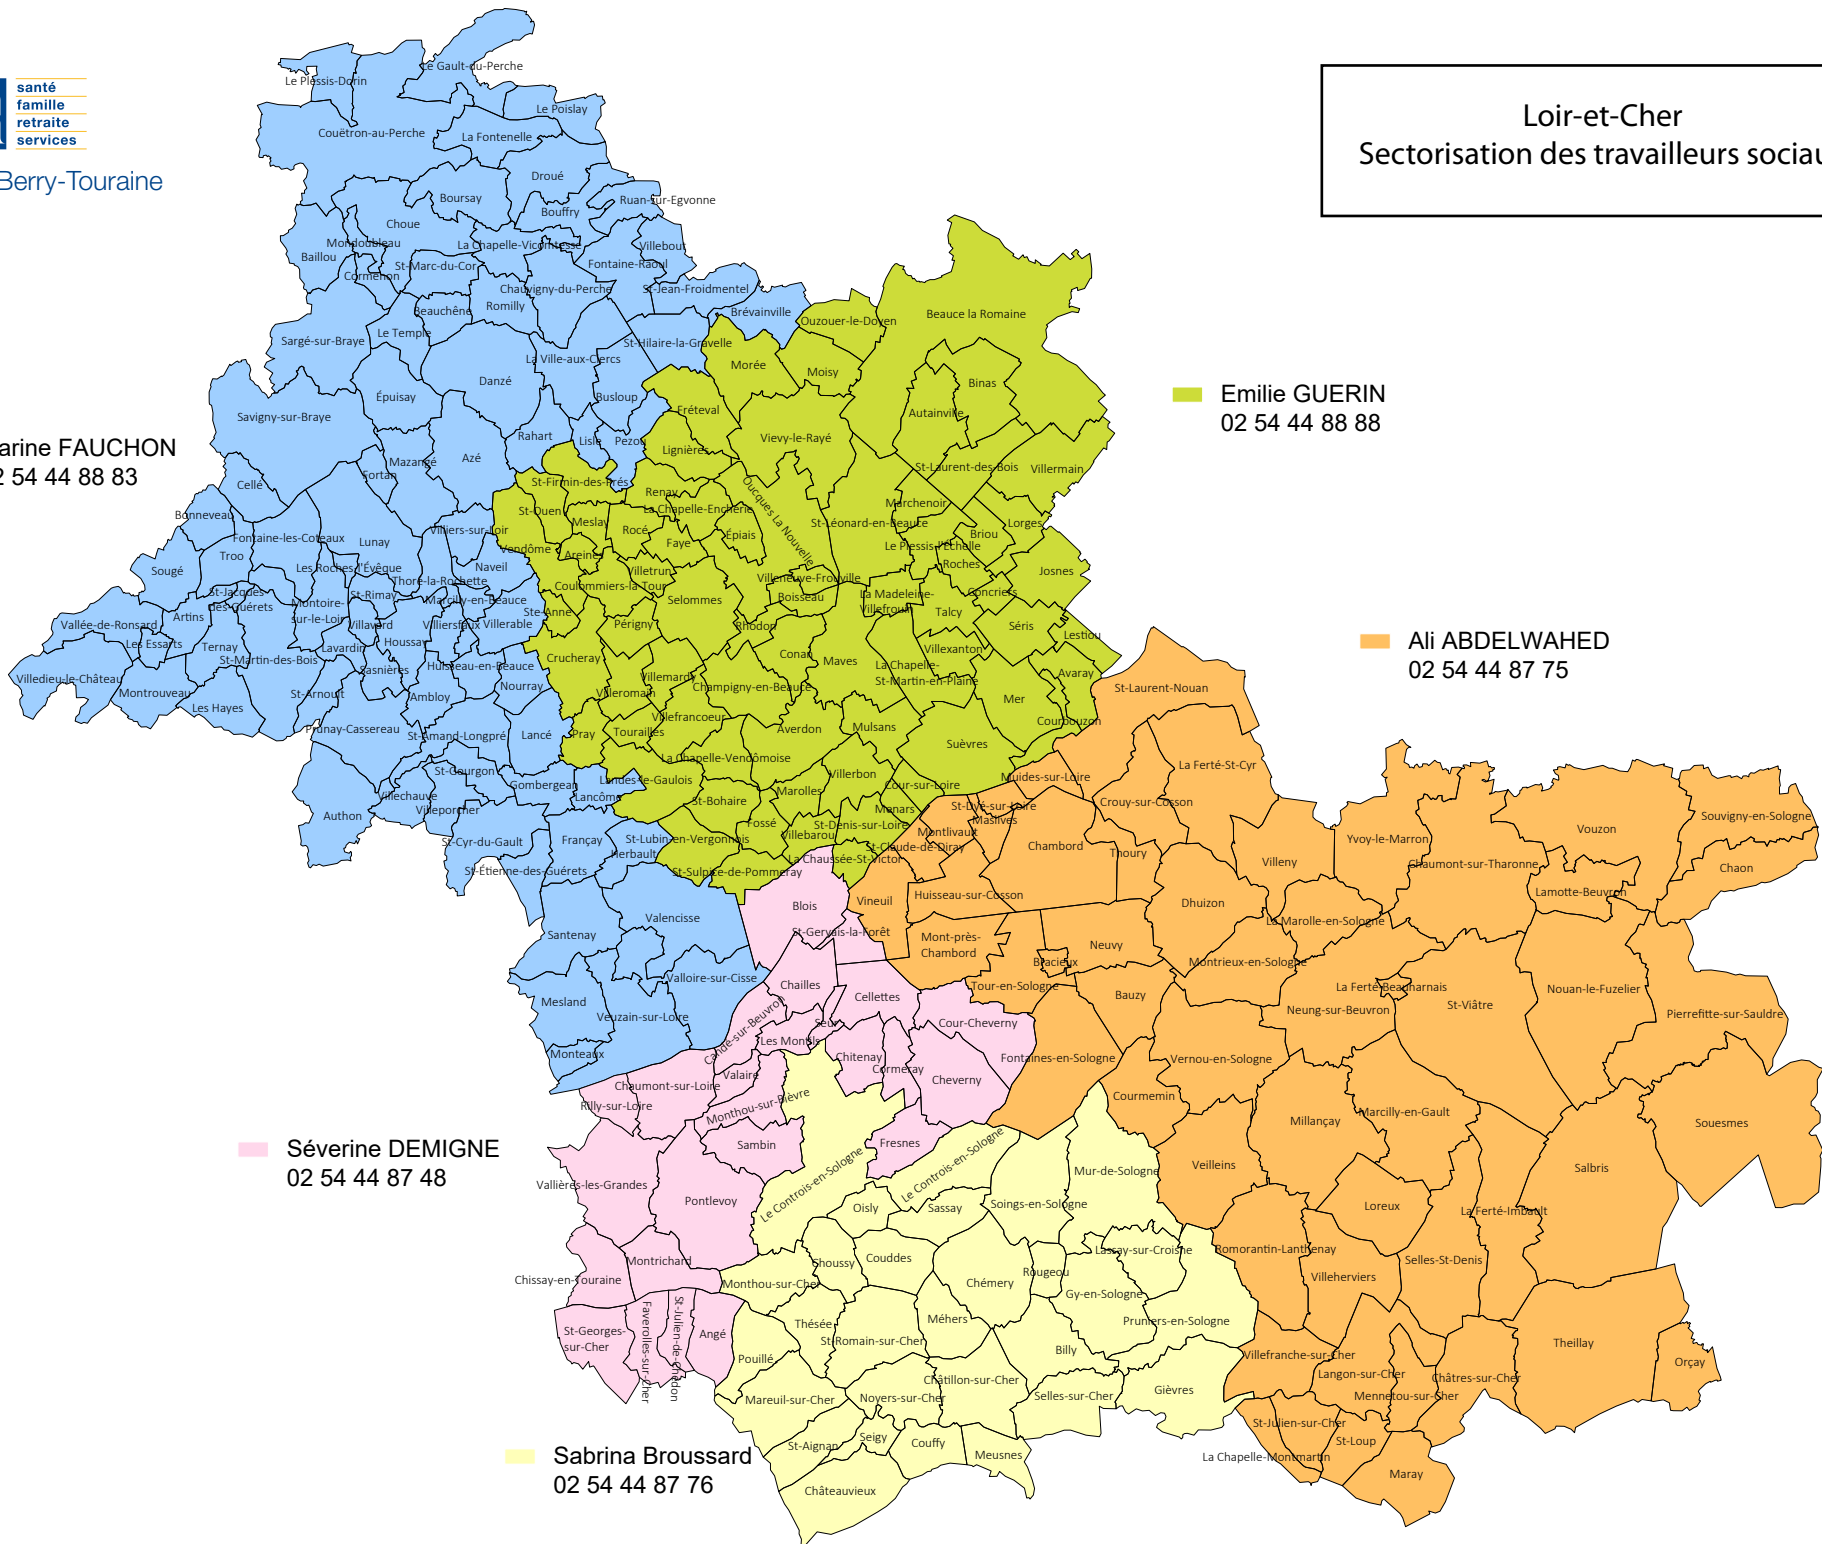 santé
famille
retraite
services
Berry-Touraine
Loir-et-Cher
Sectorisation des travailleurs sociau
Emilie GUERIN
02 54 44 88 88
arine FAUCHON
2 54 44 88 83
Ali ABDELWAHED
02 54 44 87 75
Séverine DEMIGNE
02 54 44 87 48
Sabrina Broussard
02 54 44 87 76
Le Gault-du-Perche
Le Plessis-Dorin
Le Poislay
Couëtron-au-Perche
La Fontenelle
Droué
Boursay
Ruan-sur-Egvonne
Bouffry
Choue
Mondoubleau
La Chapelle-Vicomtesse
Villebout
Baillou
St-Marc-du-Cor
Fontaine-Raoul
Cormenon
Chauvigny-du-Perche
St-Jean-Froidmentel
Beauchêne
Romilly
Brévainville
Le Temple
Sargé-sur-Braye
St-Hilaire-la-Gravelle
La Ville-aux-Clercs
Danzé
Épuisay
Busloup
Savigny-sur-Braye
Rahart
Lisle
Pezou
Mazangé
Azé
Fortan
Cellé
Bonneveau
Villiers-sur-Loir
Fontaine-les-Coteaux
Lunay
Troo
Sougé
Les Roches-l'Évêque
Naveil
Thoré-la-Rochette
St-Jacques-
des-Guérets
St-Rimay
Marcilly-en-Beauce
Montoire-
sur-le-Loir
Artins
Vallée-de-Ronsard
Villavard
Villiersfaux
Villerable
Les Essarts
Ternay
Houssay
Lavardin
St-Martin-des-Bois
Sasnières
Huisseau-en-Beauce
Villedieu-le-Château
Montrouveau
St-Arnoult
Ambloy
Nourray
Les Hayes
Prunay-Cassereau
St-Amand-Longpré
Lancé
St-Gourgon
Gombergean
Villechauve
Lancôme
Villeporcher
Authon
St-Cyr-du-Gault
Françay
Herbault
St-Étienne-des-Guérets
Valencisse
Santenay
Valloire-sur-Cisse
Mesland
Veuzain-sur-Loire
Monteaux
Beauce la Romaine
Ouzouer-le-Doyen
Morée
Moisy
Binas
Autainville
Fréteval
Vievy-le-Rayé
Lignières
St-Laurent-des-Bois
Villermain
St-Firmin-des-Prés
Renay
Oucques La Nouvelle
Marchenoir
St-Ouen
La Chapelle-Enchérie
Meslay
Rocé
St-Léonard-en-Beauce
Lorges
Épiais
Briou
Vendôme
Faye
Le Plessis-l'Échelle
Areines
Roches
Villetrun
Josnes
Villeneuve-Frouville
Coulommiers-la-Tour
Concriers
Selommes
Boisseau
La Madeleine-
Villefrouin
Talcy
Ste-Anne
Périgny
Rhodon
Séris
Lestiou
Villexanton
Crucheray
Conan
Maves
La Chapelle-
St-Martin-en-Plaine
Avaray
Villemardy
Villeromain
Champigny-en-Beauce
Mer
Villefrancoeur
Courbouzon
Pray
Tourailles
Averdon
Mulsans
Suèvres
La Chapelle-Vendômoise
Landes-le-Gaulois
Villerbon
Cour-sur-Loire
Marolles
St-Bohaire
Menars
Fossé
St-Denis-sur-Loire
Villebarou
St-Lubin-en-Vergonnois
La Chaussée-St-Victor
St-Sulpice-de-Pommeray
St-Laurent-Nouan
La Ferté-St-Cyr
Muides-sur-Loire
Crouy-sur-Cosson
St-Dyé-sur-Loire
Maslives
Montlivault
St-Claude-de-Diray
Chambord
Thoury
Vouzon
Souvigny-en-Sologne
Yvoy-le-Marron
Villeny
Chaumont-sur-Tharonne
Chaon
Lamotte-Beuvron
Huisseau-sur-Cosson
Vineuil
Dhuizon
La Marolle-en-Sologne
Mont-près-
Chambord
Neuvy
Bracieux
Montrieux-en-Sologne
Tour-en-Sologne
Bauzy
La Ferté-Beauharnais
Nouan-le-Fuzelier
St-Viâtre
Neung-sur-Beuvron
Pierrefitte-sur-Sauldre
Fontaines-en-Sologne
Vernou-en-Sologne
Courmemin
Millançay
Marcilly-en-Gault
Souesmes
Veilleins
Salbris
Loreux
La Ferté-Imbault
Romorantin-Lanthenay
Selles-St-Denis
Villeherviers
Theillay
Villefranche-sur-Cher
Orçay
Langon-sur-Cher
Châtres-sur-Cher
Mennetou-sur-Cher
St-Julien-sur-Cher
St-Loup
La Chapelle-Montmartin
Maray
Blois
St-Gervais-la-Forêt
Chailles
Cellettes
Candé-sur-Beuvron
Seur
Cour-Cheverny
Les Montils
Chitenay
Cormeray
Cheverny
Valaire
Chaumont-sur-Loire
Rilly-sur-Loire
Monthou-sur-Bièvre
Sambin
Fresnes
Vallières-les-Grandes
Pontlevoy
Montrichard
Chissay-en-Touraine
St-Georges-
sur-Cher
Faverolles-sur-Cher
St-Julien-de-Chédon
Angé
Le Controis-en-Sologne
Le Controis-en-Sologne
Mur-de-Sologne
Oisly
Sassay
Soings-en-Sologne
Lassay-sur-Croisne
Couddes
Choussy
Rougeou
Monthou-sur-Cher
Chémery
Gy-en-Sologne
Thésée
Méhers
Pruniers-en-Sologne
St-Romain-sur-Cher
Billy
Pouillé
Châtillon-sur-Cher
Mareuil-sur-Cher
Noyers-sur-Cher
Selles-sur-Cher
Gièvres
Seigy
St-Aignan
Couffy
Meusnes
Châteauvieux